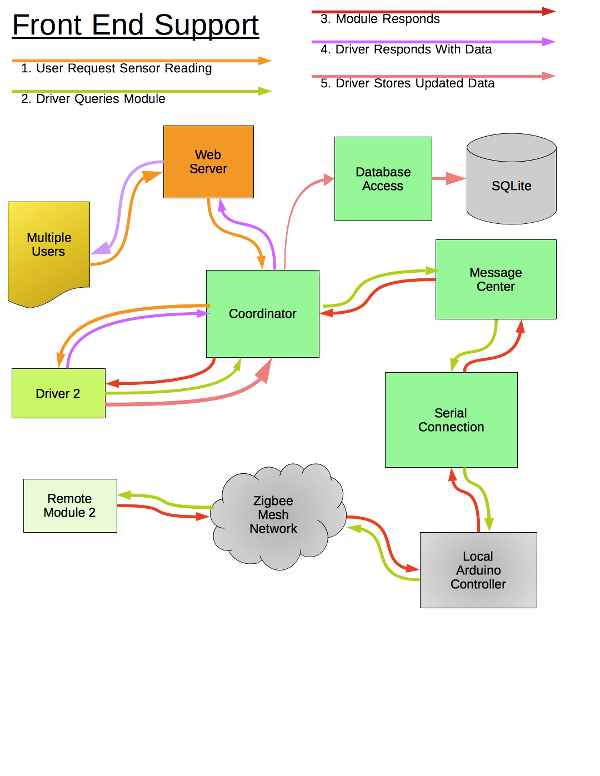 Front End Support
1. User Request Sensor Reading
2. Driver Queries Module
3. Module Responds
4. Driver Responds With Data
5. Driver Stores Updated Data
Web
Server
Database
Access
SQLite
Multiple
Users
Message
Center
Coordinator
Driver 2
Serial
Connection
Remote
Module 2
Zigbee
Mesh
Network
Local
Arduino
Controller